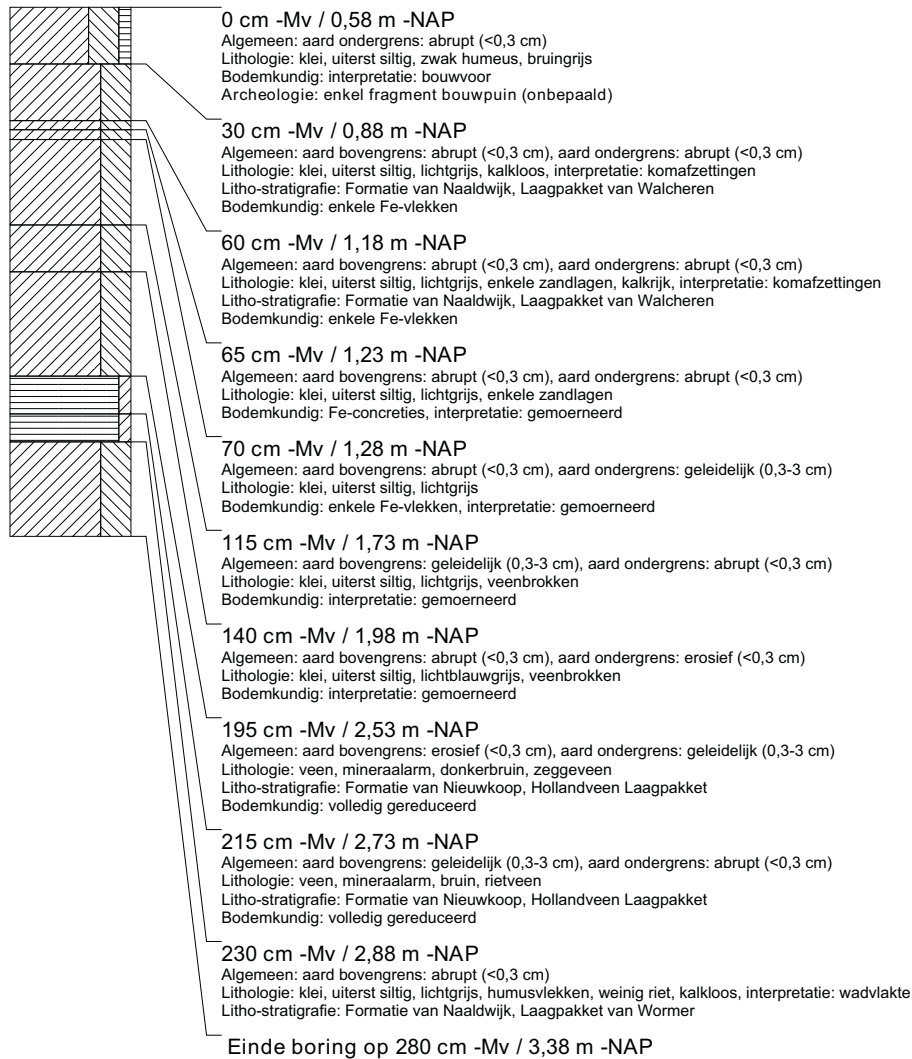 0 cm -Mv / 0,58 m -NAP
Algemeen: aard ondergrens: abrupt (<0,3 cm)
Lithologie: klei, uiterst siltig, zwak humeus, bruingrijs
Bodemkundig: interpretatie: bouwvoor
Archeologie: enkel fragment bouwpuin (onbepaald)
30 cm -Mv / 0,88 m -NAP
Algemeen: aard bovengrens: abrupt (<0,3 cm), aard ondergrens: abrupt (<0,3 cm)
Lithologie: klei, uiterst siltig, lichtgrijs, kalkloos, interpretatie: komafzettingen
Litho-stratigrafie: Formatie van Naaldwijk, Laagpakket van Walcheren
Bodemkundig: enkele Fe-vlekken
60 cm -Mv / 1,18 m -NAP
Algemeen: aard bovengrens: abrupt (<0,3 cm), aard ondergrens: abrupt (<0,3 cm)
Lithologie: klei, uiterst siltig, lichtgrijs, enkele zandlagen, kalkrijk, interpretatie: komafzettingen
Litho-stratigrafie: Formatie van Naaldwijk, Laagpakket van Walcheren
Bodemkundig: enkele Fe-vlekken
65 cm -Mv / 1,23 m -NAP
Algemeen: aard bovengrens: abrupt (<0,3 cm), aard ondergrens: abrupt (<0,3 cm)
Lithologie: klei, uiterst siltig, lichtgrijs, enkele zandlagen
Bodemkundig: Fe-concreties, interpretatie: gemoerneerd
70 cm -Mv / 1,28 m -NAP
Algemeen: aard bovengrens: abrupt (<0,3 cm), aard ondergrens: geleidelijk (0,3-3 cm)
Lithologie: klei, uiterst siltig, lichtgrijs
Bodemkundig: enkele Fe-vlekken, interpretatie: gemoerneerd
115 cm -Mv / 1,73 m -NAP
Algemeen: aard bovengrens: geleidelijk (0,3-3 cm), aard ondergrens: abrupt (<0,3 cm)
Lithologie: klei, uiterst siltig, lichtgrijs, veenbrokken
Bodemkundig: interpretatie: gemoerneerd
140 cm -Mv / 1,98 m -NAP
Algemeen: aard bovengrens: abrupt (<0,3 cm), aard ondergrens: erosief (<0,3 cm)
Lithologie: klei, uiterst siltig, lichtblauwgrijs, veenbrokken
Bodemkundig: interpretatie: gemoerneerd
195 cm -Mv / 2,53 m -NAP
Algemeen: aard bovengrens: erosief (<0,3 cm), aard ondergrens: geleidelijk (0,3-3 cm)
Lithologie: veen, mineraalarm, donkerbruin, zeggeveen
Litho-stratigrafie: Formatie van Nieuwkoop, Hollandveen Laagpakket
Bodemkundig: volledig gereduceerd
215 cm -Mv / 2,73 m -NAP
Algemeen: aard bovengrens: geleidelijk (0,3-3 cm), aard ondergrens: abrupt (<0,3 cm)
Lithologie: veen, mineraalarm, bruin, rietveen
Litho-stratigrafie: Formatie van Nieuwkoop, Hollandveen Laagpakket
Bodemkundig: volledig gereduceerd
230 cm -Mv / 2,88 m -NAP
Algemeen: aard bovengrens: abrupt (<0,3 cm)
Lithologie: klei, uiterst siltig, lichtgrijs, humusvlekken, weinig riet, kalkloos, interpretatie: wadvlakte
Litho-stratigrafie: Formatie van Naaldwijk, Laagpakket van Wormer
Einde boring op 280 cm -Mv / 3,38 m -NAP